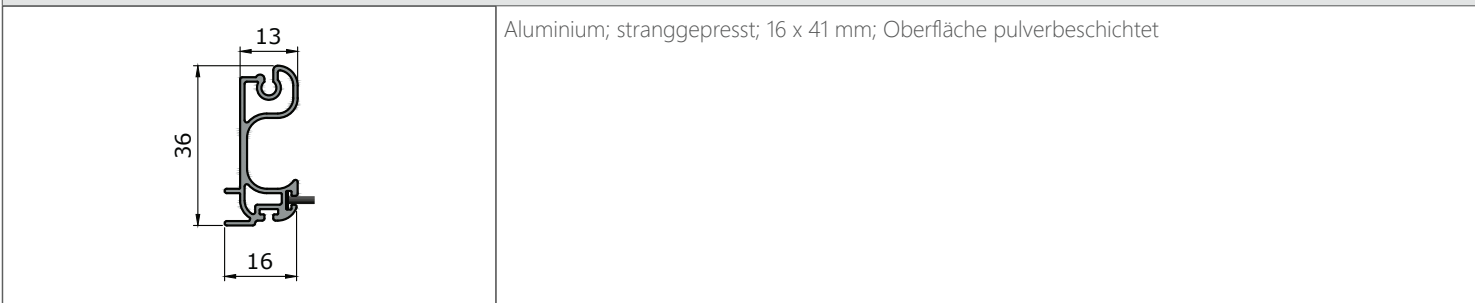 Aluminium; stranggepresst; 16 x 41 mm; Oberfläche pulverbeschichtet
13
36
16